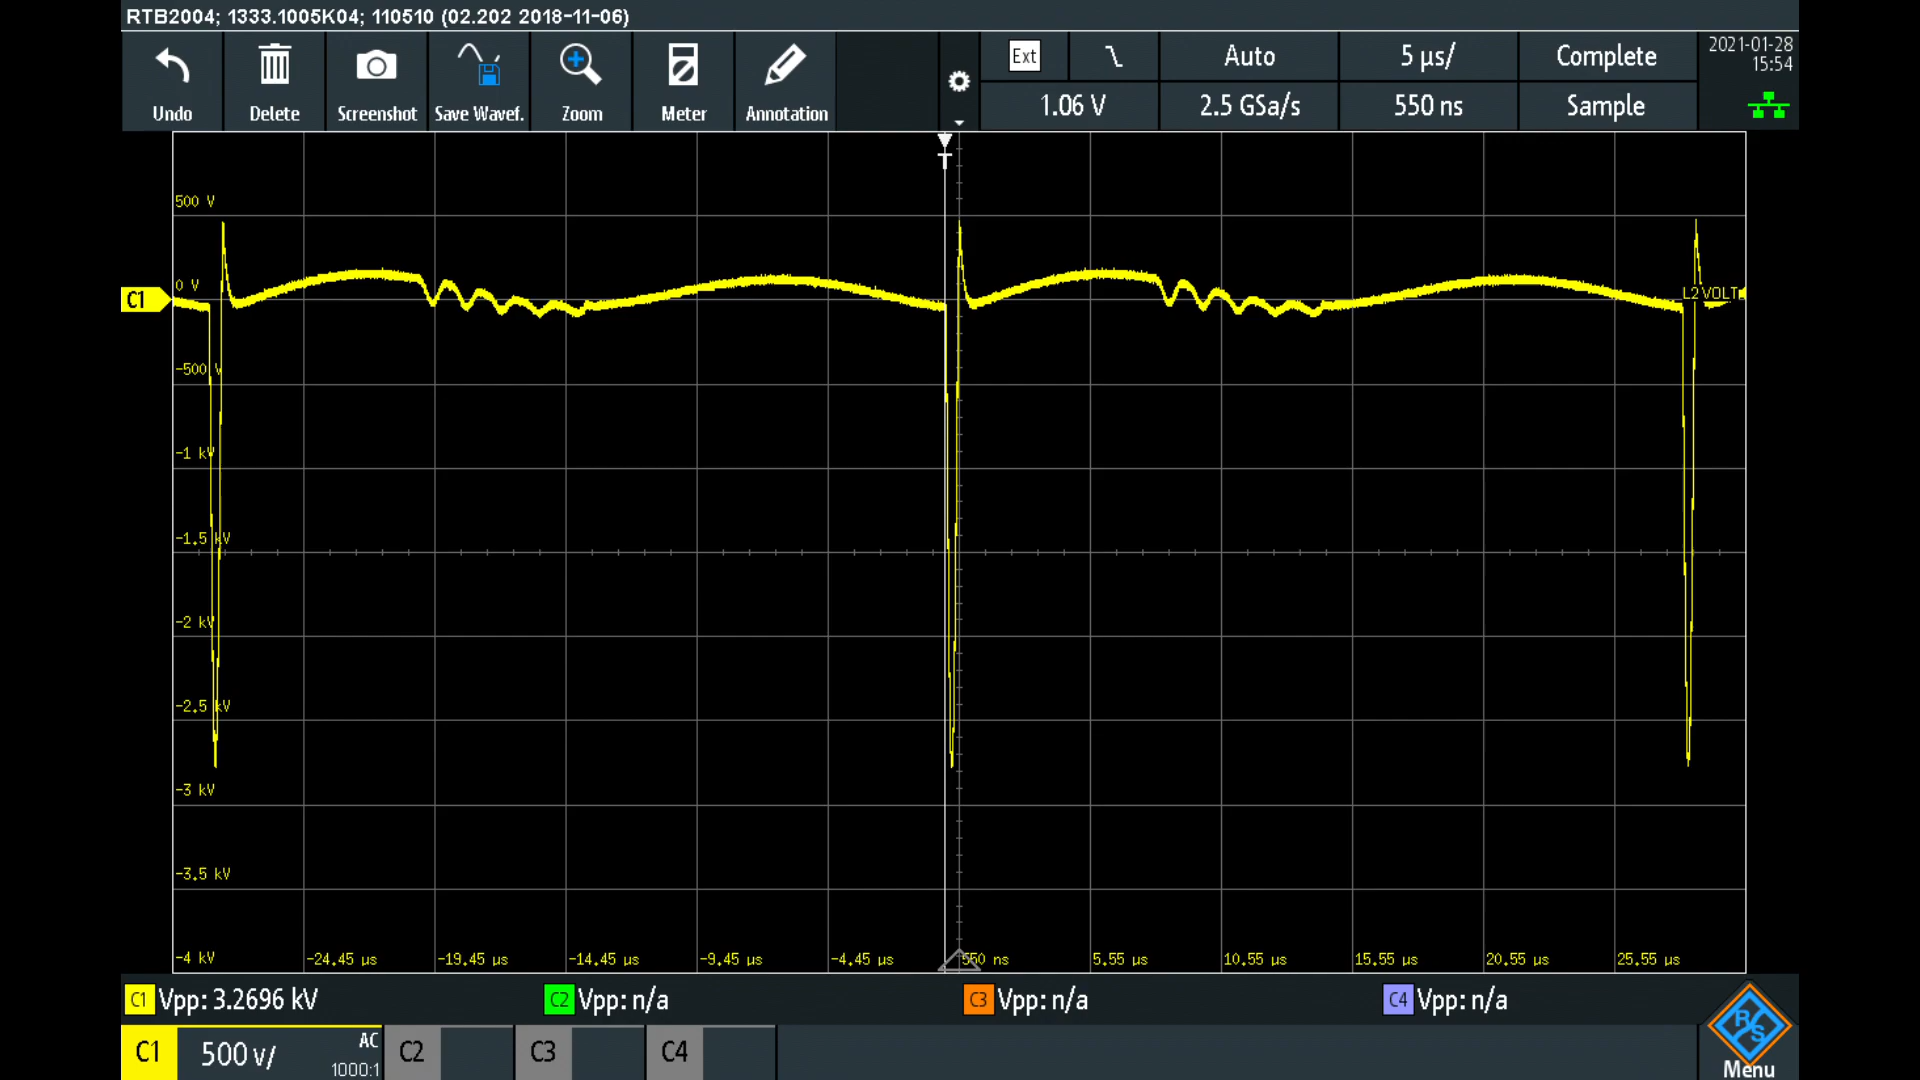 RTB2004; 1333.1005K04; 110510 (02.202 2018-11-06)
Undo
Delete
Screenshot
Save Wavef.
Zoom
Meter
Annotation
Ext
Auto
5 µs/
Complete
1.06 V
2.5 GSa/s
550 ns
Sample
2021-01-28
15:54
T
500 V
C1
0 V
L2VOLT
-500 V
-1 kV
-1.5 kV
-2 kV
-2.5 kV
-3 kV
-3.5 kV
-4 kV
-24.45 µs
-19.45 µs
-14.45 µs
-9.45 µs
-4.45 µs
550 ns
5.55 µs
10.55 µs
15.55 µs
20.55 µs
25.55 µs
C1 Vpp: 3.2696 kV
C2 Vpp: n/a
C3 Vpp: n/a
C4 Vpp: n/a
C1
500 V/
AC
1000:1
C2
C3
C4
R S
Menu